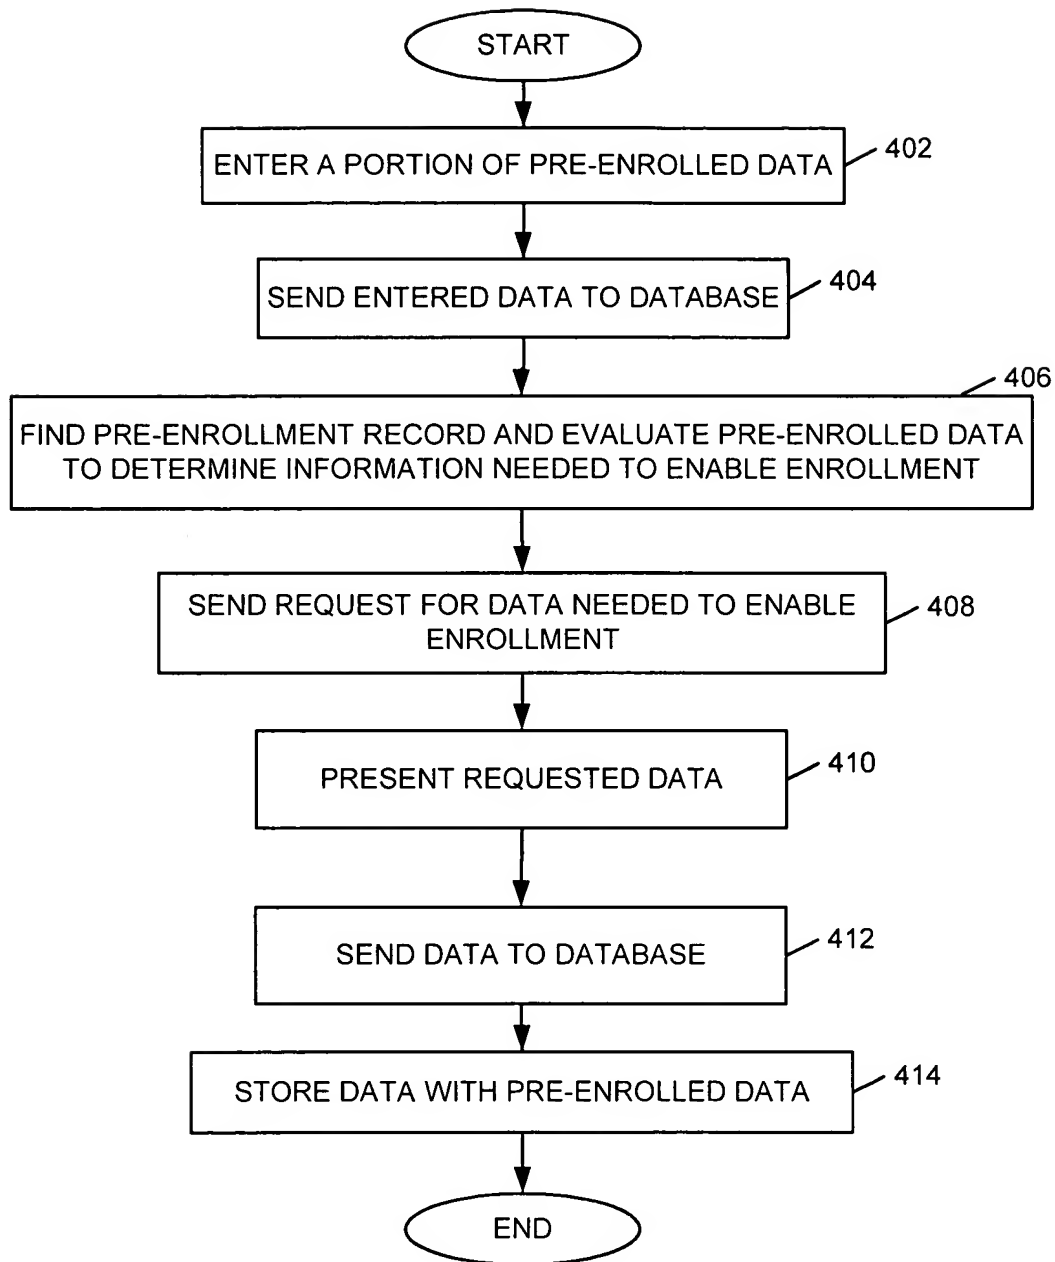 START
ENTER A PORTION OF PRE-ENROLLED DATA
402
SEND ENTERED DATA TO DATABASE
404
406
FIND PRE-ENROLLMENT RECORD AND EVALUATE PRE-ENROLLED DATA
TO DETERMINE INFORMATION NEEDED TO ENABLE ENROLLMENT
SEND REQUEST FOR DATA NEEDED TO ENABLE
ENROLLMENT
408
PRESENT REQUESTED DATA
410
SEND DATA TO DATABASE
412
STORE DATA WITH PRE-ENROLLED DATA
414
END